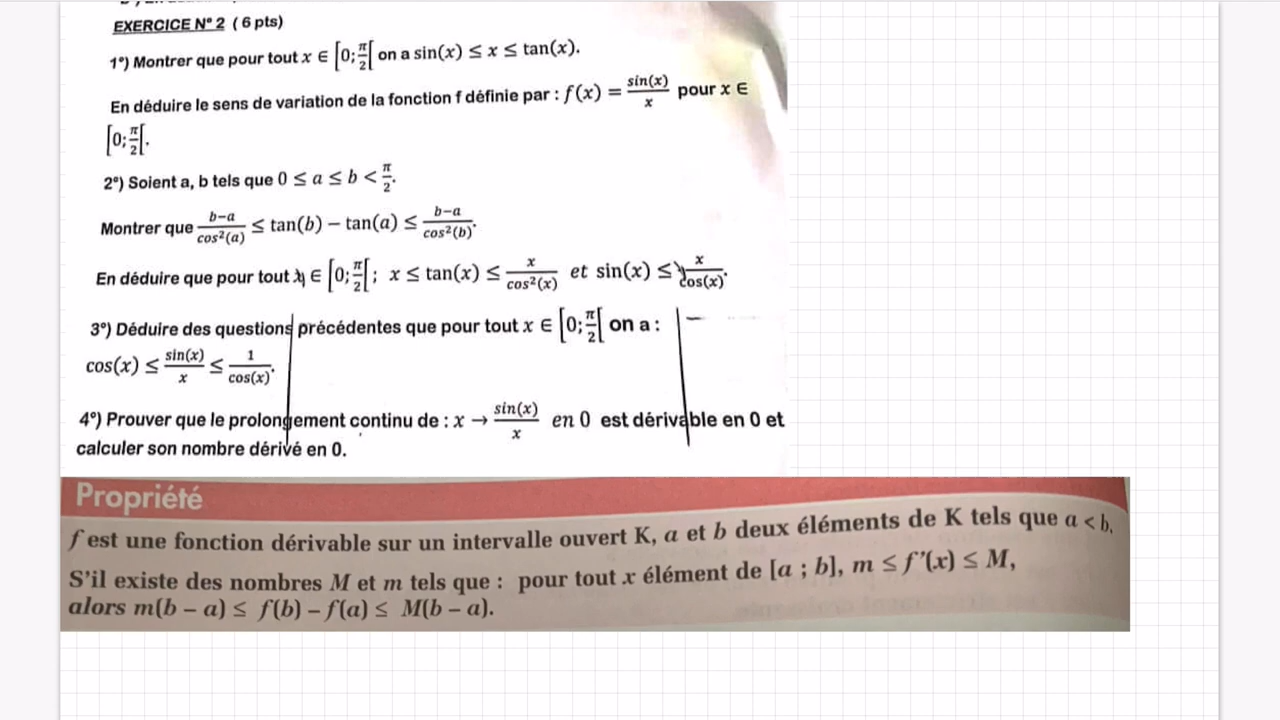 EXERCICE N° 2 ( 6 pts)
1°) Montrer que pour tout x ∈ [0; π/2[ on a sin(x) ≤ x ≤ tan(x).
En déduire le sens de variation de la fonction f définie par : f(x) = sin(x)/x pour x ∈
[0; π/2[.
2°) Soient a, b tels que 0 ≤ a ≤ b < π/2.
Montrer que (b−a)/cos²(a) ≤ tan(b) − tan(a) ≤ (b−a)/cos²(b).
En déduire que pour tout ∈ [0; π/2[ ; x ≤ tan(x) ≤ x/cos²(x) et sin(x) ≤ x/cos(x).
3°) Déduire des questions précédentes que pour tout x ∈ [0; π/2[ on a :
cos(x) ≤ sin(x)/x ≤ 1/cos(x).
4°) Prouver que le prolongement continu de : x → sin(x)/x en 0 est dérivable en 0 et
calculer son nombre dérivé en 0.
Propriété
f est une fonction dérivable sur un intervalle ouvert K, a et b deux éléments de K tels que a < b.
S'il existe des nombres M et m tels que : pour tout x élément de [a ; b], m ≤ f'(x) ≤ M,
alors m(b – a) ≤ f(b) – f(a) ≤ M(b – a).